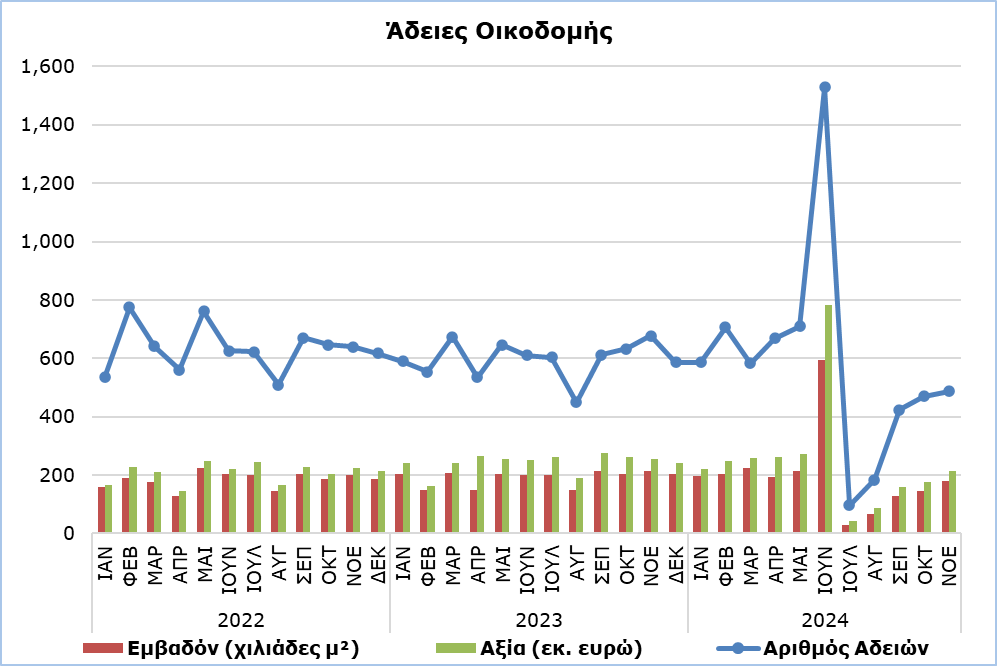 Άδειες Οικοδομής
1,600
1,400
1,200
1,000
800
600
400
200
0
ΙΑΝ ΦΕΒ ΜΑΡ ΑΠΡ ΜΑΙ ΙΟΥΝ ΙΟΥΛ ΑΥΓ ΣΕΠ ΟΚΤ ΝΟΕ ΔΕΚ ΙΑΝ ΦΕΒ ΜΑΡ ΑΠΡ ΜΑΙ ΙΟΥΝ ΙΟΥΛ ΑΥΓ ΣΕΠ ΟΚΤ ΝΟΕ ΔΕΚ ΙΑΝ ΦΕΒ ΜΑΡ ΑΠΡ ΜΑΙ ΙΟΥΝ ΙΟΥΛ ΑΥΓ ΣΕΠ ΟΚΤ ΝΟΕ
2022 2023 2024
Εμβαδόν (χιλιάδες μ²) Αξία (εκ. ευρώ) Αριθμός Αδειών